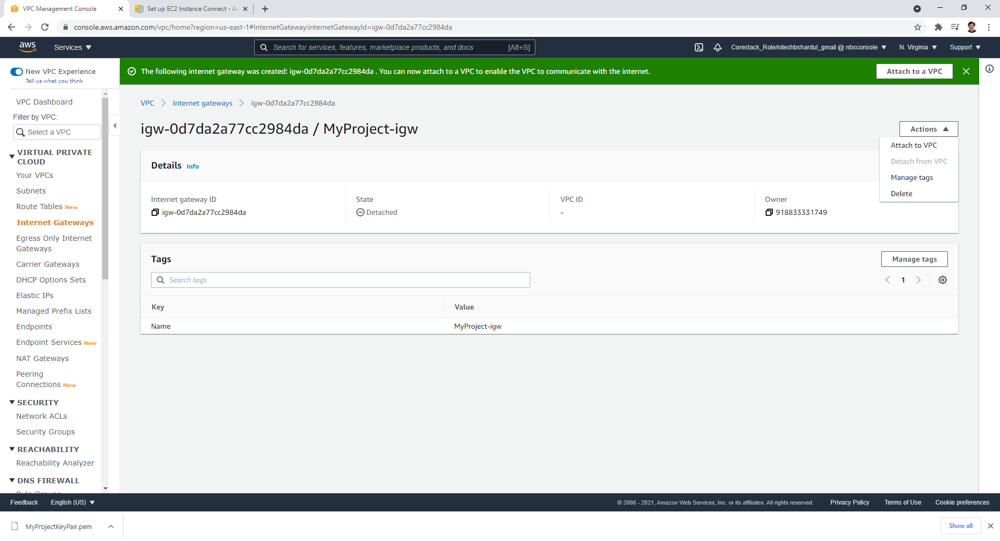 VPC Management Console
Set up EC2 Instance Connect - A
console.aws.amazon.com/vpc/home?region=us-east-1#InternetGateway:internetGatewayId=igw-0d7da2a77cc2984da
aws
Services
Search for services, features, marketplace products, and docs [Alt+S]
Corestack_Role/nileshbshardul_gmail @ nbsconsole
N. Virginia
Support
New VPC Experience
Tell us what you think
The following internet gateway was created: igw-0d7da2a77cc2984da . You can now attach to a VPC to enable the VPC to communicate with the internet.
Attach to a VPC
VPC Dashboard
Filter by VPC:
Select a VPC
VIRTUAL PRIVATE
CLOUD
Your VPCs
Subnets
Route Tables New
Internet Gateways
Egress Only Internet
Gateways
Carrier Gateways
DHCP Options Sets
Elastic IPs
Managed Prefix Lists
Endpoints
Endpoint Services New
NAT Gateways
Peering
Connections New
SECURITY
Network ACLs
Security Groups
REACHABILITY
Reachability Analyzer
DNS FIREWALL
Rule Groups
VPC
Internet gateways
igw-0d7da2a77cc2984da
igw-0d7da2a77cc2984da / MyProject-igw
Actions
Attach to VPC
Detach from VPC
Manage tags
Delete
Details Info
Internet gateway ID
igw-0d7da2a77cc2984da
State
Detached
VPC ID
-
Owner
918833331749
Tags
Manage tags
Search tags
1
Key Value
Name MyProject-igw
Feedback
English (US)
© 2008 - 2021, Amazon Web Services, Inc. or its affiliates. All rights reserved.
Privacy Policy
Terms of Use
Cookie preferences
MyProjectKeyPair.pem
Show all